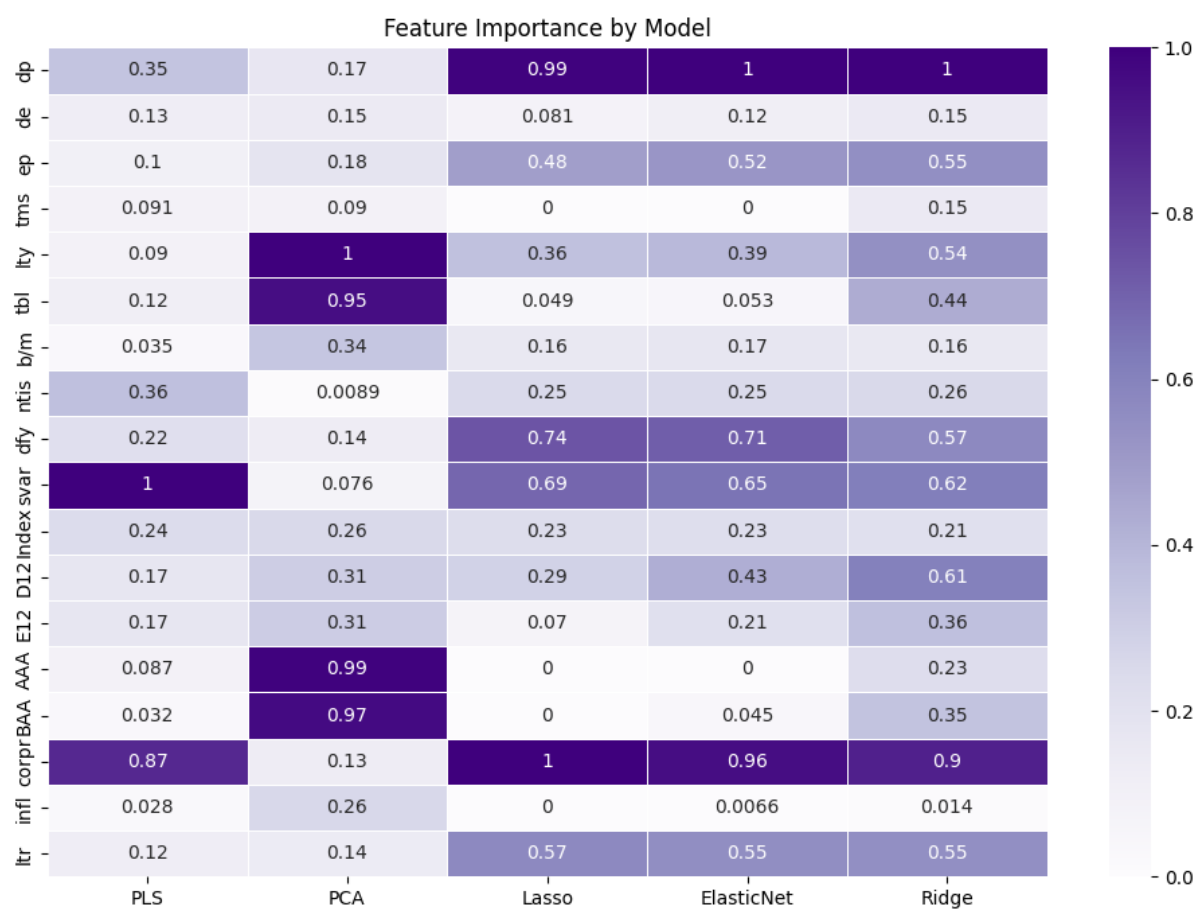 Feature Importance by Model
dp 0.35 0.17 0.99 1 1
de 0.13 0.15 0.081 0.12 0.15
ep 0.1 0.18 0.48 0.52 0.55
tms 0.091 0.09 0 0 0.15
lty 0.09 1 0.36 0.39 0.54
tbl 0.12 0.95 0.049 0.053 0.44
b/m 0.035 0.34 0.16 0.17 0.16
ntis 0.36 0.0089 0.25 0.25 0.26
dfy 0.22 0.14 0.74 0.71 0.57
svar 1 0.076 0.69 0.65 0.62
Index 0.24 0.26 0.23 0.23 0.21
D12 0.17 0.31 0.29 0.43 0.61
E12 0.17 0.31 0.07 0.21 0.36
AAA 0.087 0.99 0 0 0.23
BAA 0.032 0.97 0 0.045 0.35
corpr 0.87 0.13 1 0.96 0.9
infl 0.028 0.26 0 0.0066 0.014
ltr 0.12 0.14 0.57 0.55 0.55
PLS PCA Lasso ElasticNet Ridge
1.0
0.8
0.6
0.4
0.2
0.0